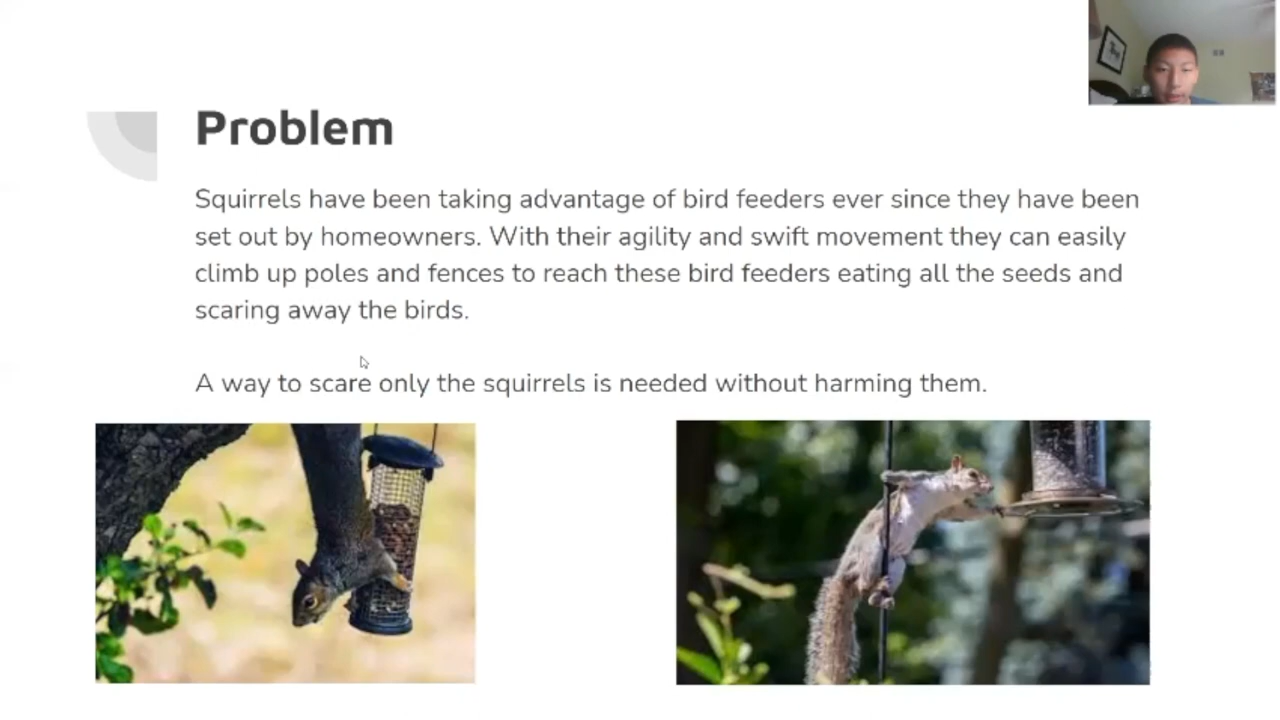 Problem
Squirrels have been taking advantage of bird feeders ever since they have been
set out by homeowners. With their agility and swift movement they can easily
climb up poles and fences to reach these bird feeders eating all the seeds and
scaring away the birds.
A way to scare only the squirrels is needed without harming them.